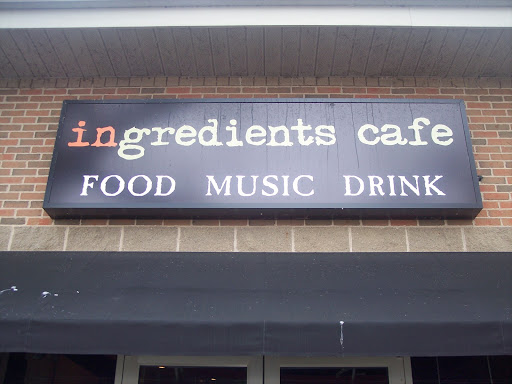 ingredients cafe
FOOD MUSIC DRINK